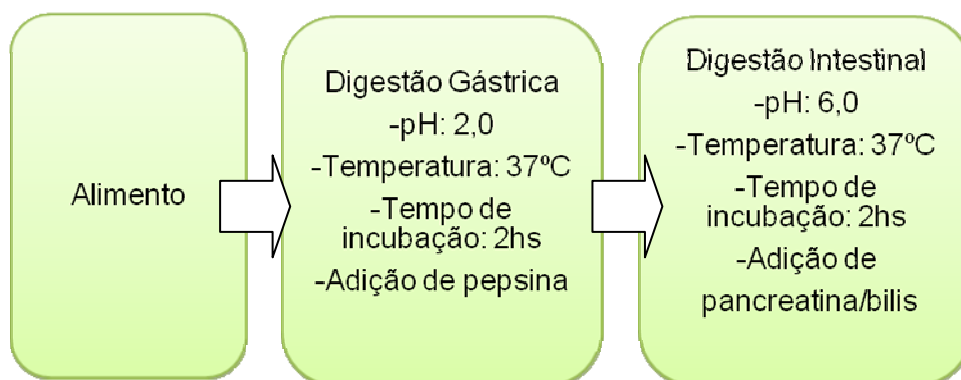 Alimento
Digestão Gástrica
-pH: 2,0
-Temperatura: 37ºC
-Tempo de
incubação: 2hs
-Adição de pepsina
Digestão Intestinal
-pH: 6,0
-Temperatura: 37ºC
-Tempo de
incubação: 2hs
-Adição de
pancreatina/bilis